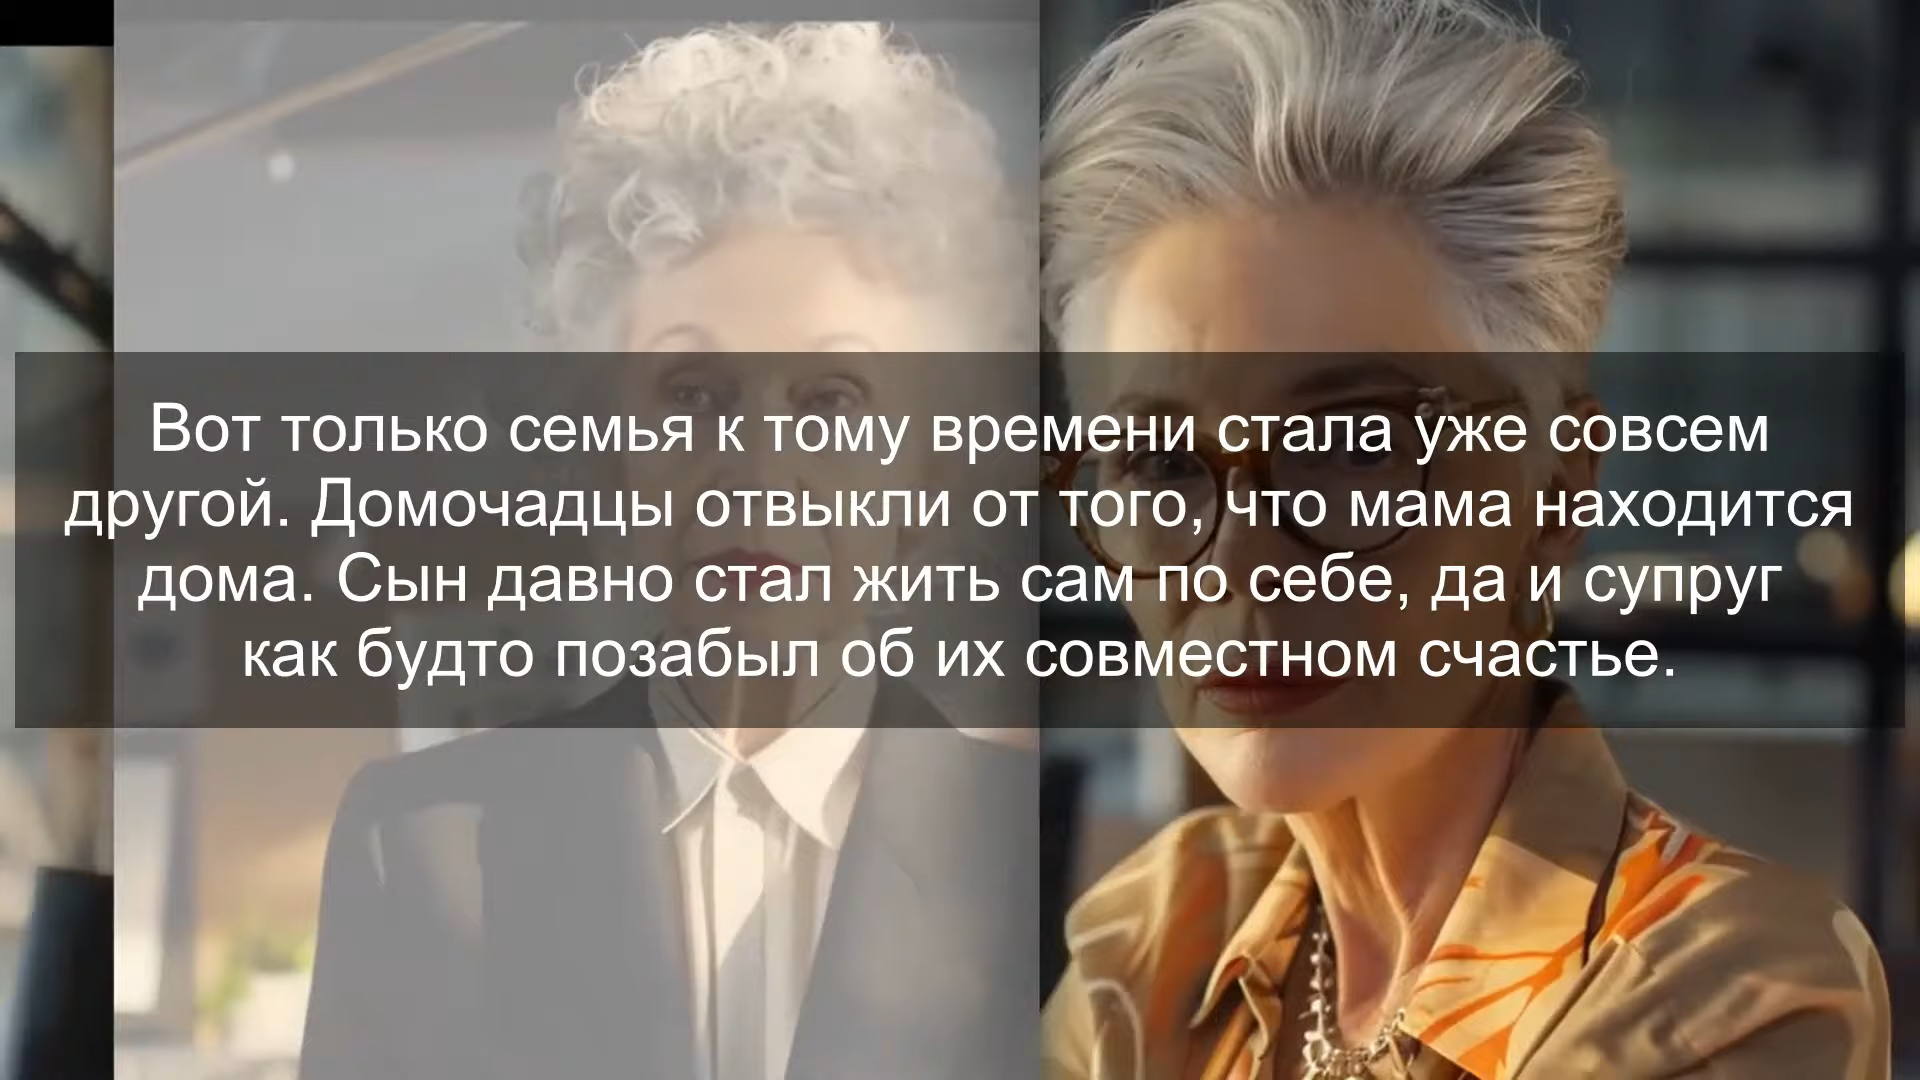 Вот только семья к тому времени стала уже совсем
другой. Домочадцы отвыкли от того, что мама находится
дома. Сын давно стал жить сам по себе, да и супруг
как будто позабыл об их совместном счастье.